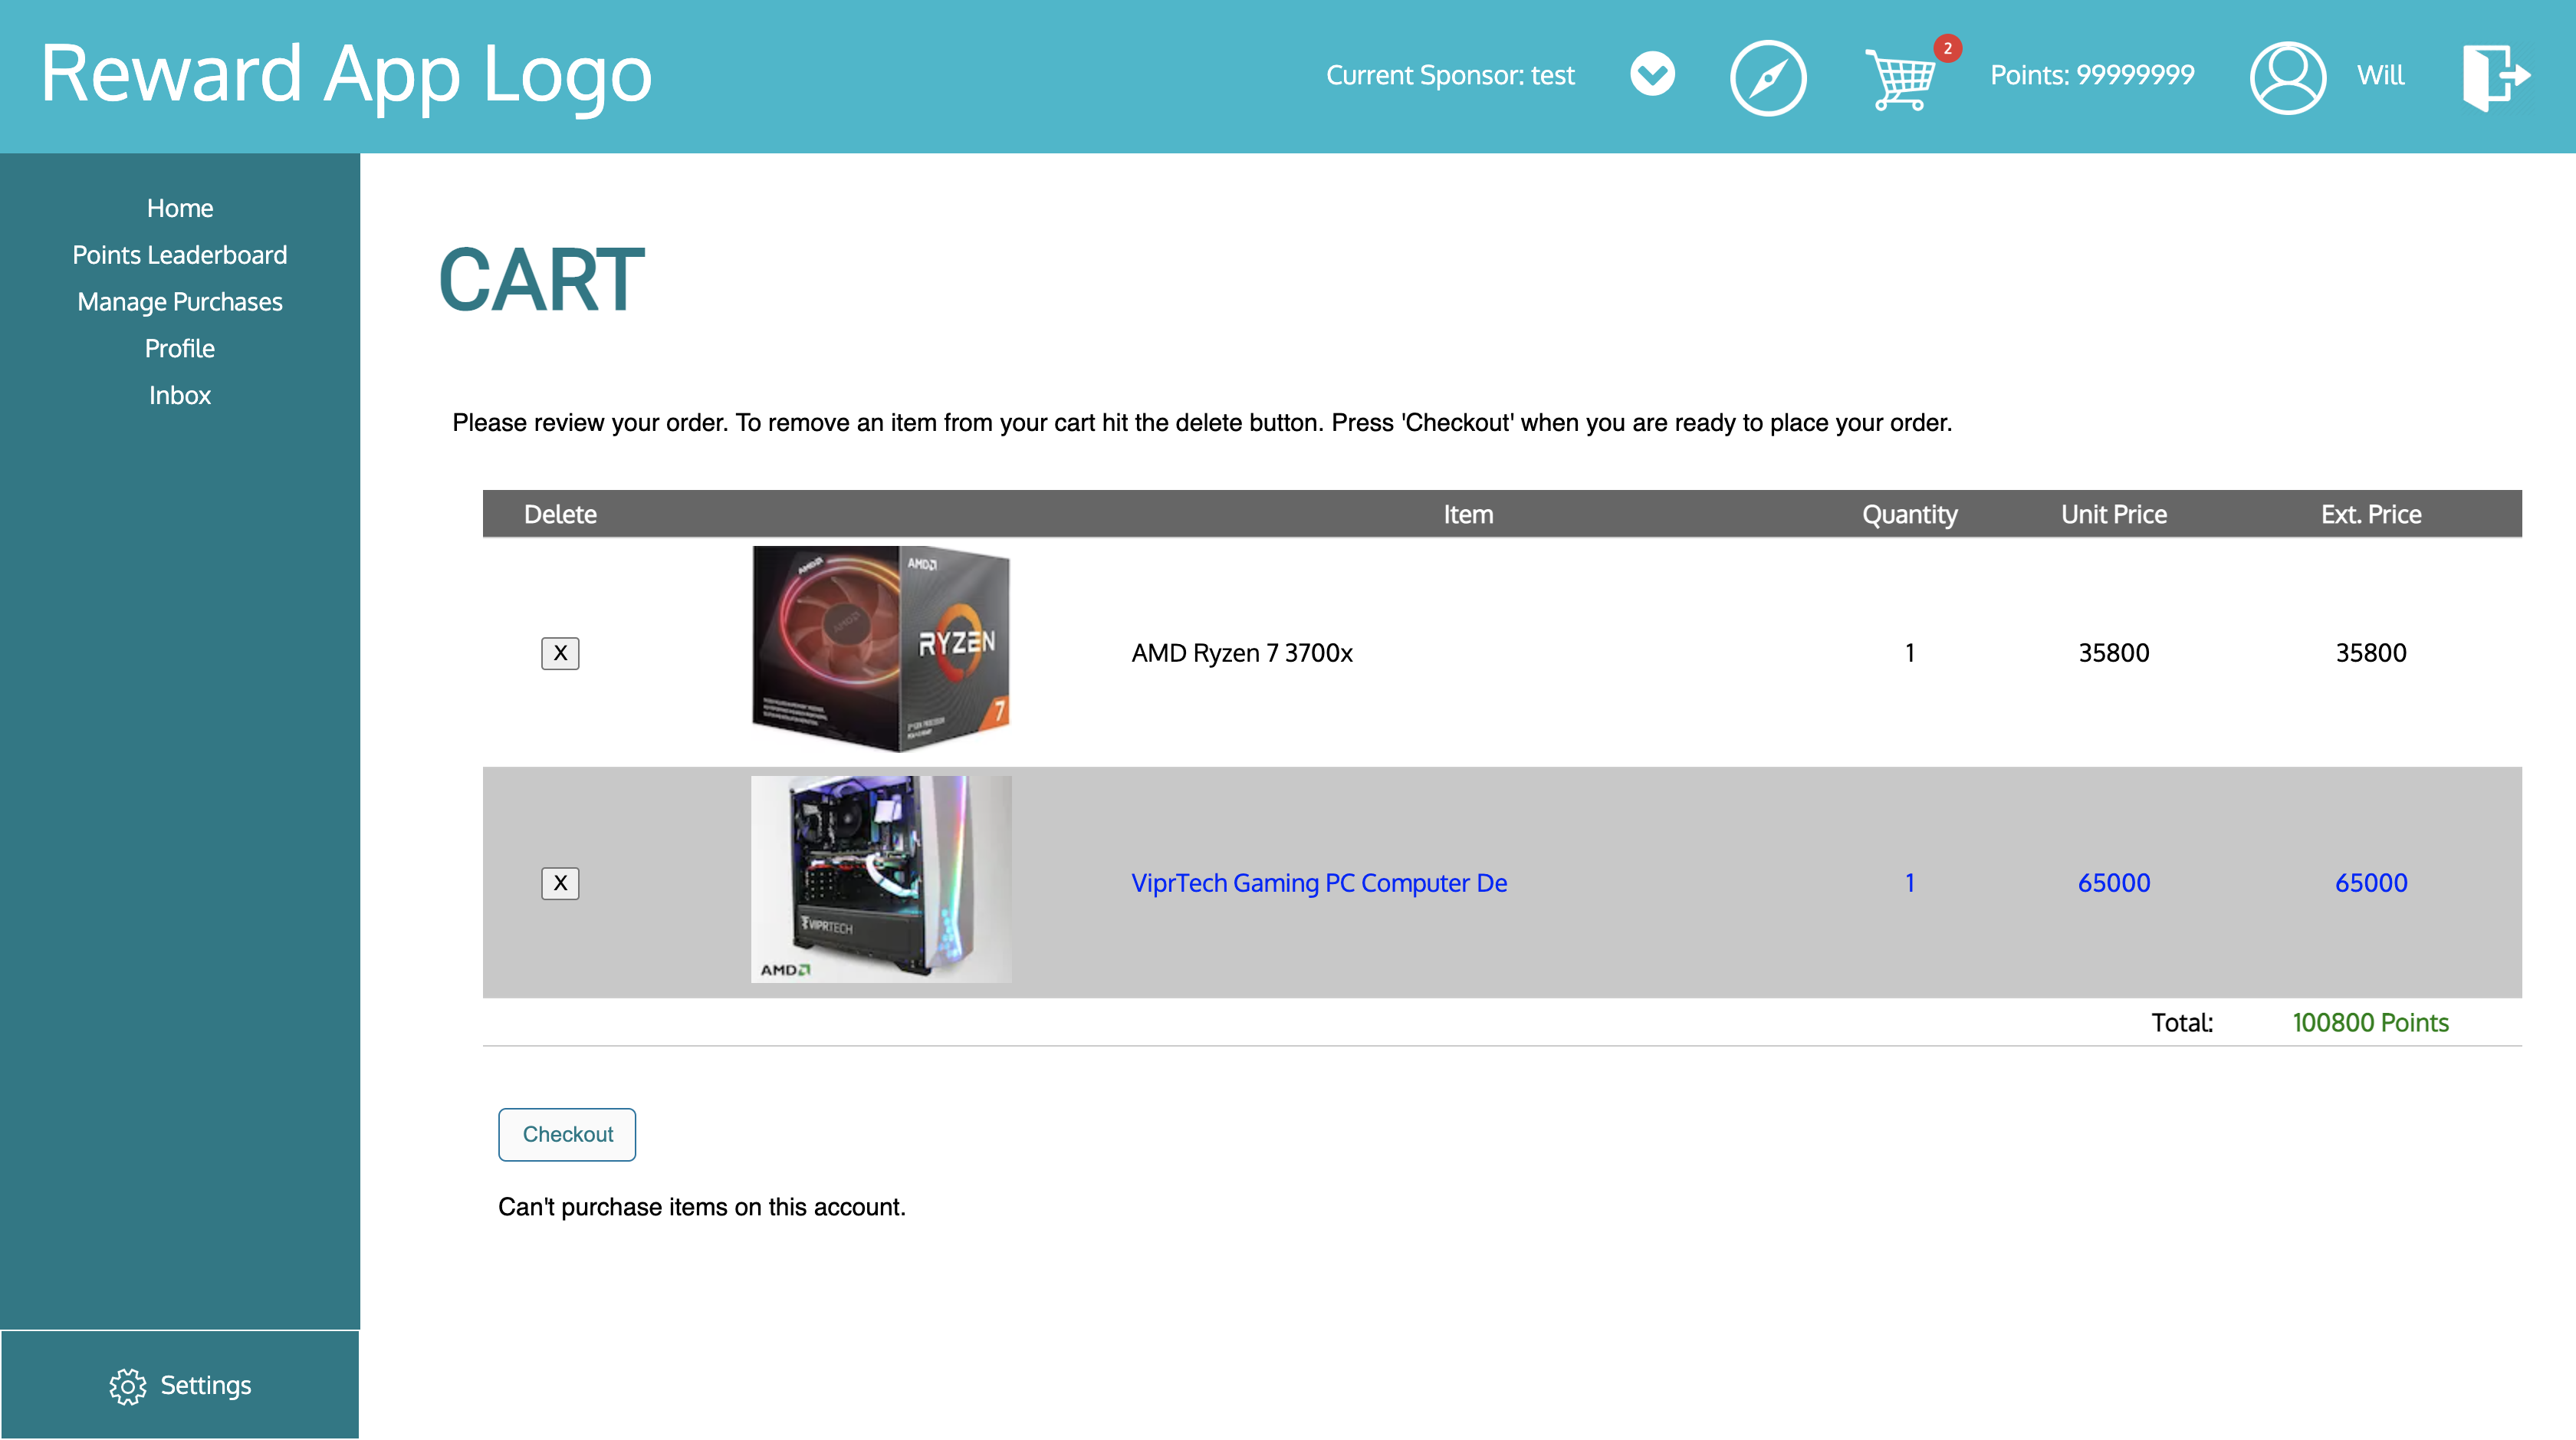 Reward App Logo
Current Sponsor: test
2
Points: 99999999
Will
Home
Points Leaderboard
Manage Purchases
Profile
Inbox
Settings
CART
Please review your order. To remove an item from your cart hit the delete button. Press 'Checkout' when you are ready to place your order.
Delete Item Quantity Unit Price Ext. Price
X
AMD
AMD
AMD
RYZEN
7
AMD Ryzen 7 3700x 1 35800 35800
X
VIPRTECH
AMD
ViprTech Gaming PC Computer De 1 65000 65000
Total: 100800 Points
Checkout
Can't purchase items on this account.